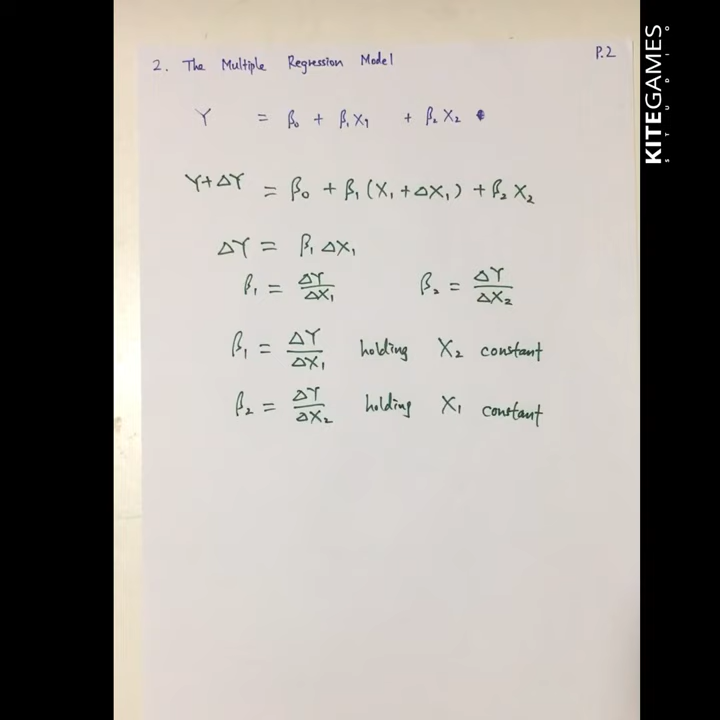 2. The Multiple Regression Model P.2
Y = β₀ + β₁X₁ + β₂X₂
Y+ΔY = β₀ + β₁(X₁+ΔX₁) + β₂X₂
ΔY = β₁ΔX₁
β₁ = ΔY/ΔX₁ β₂ = ΔY/ΔX₂
β₁ = ΔY/ΔX₁ holding X₂ constant
β₂ = ΔY/ΔX₂ holding X₁ constant
KITEGAMES
STUDIO